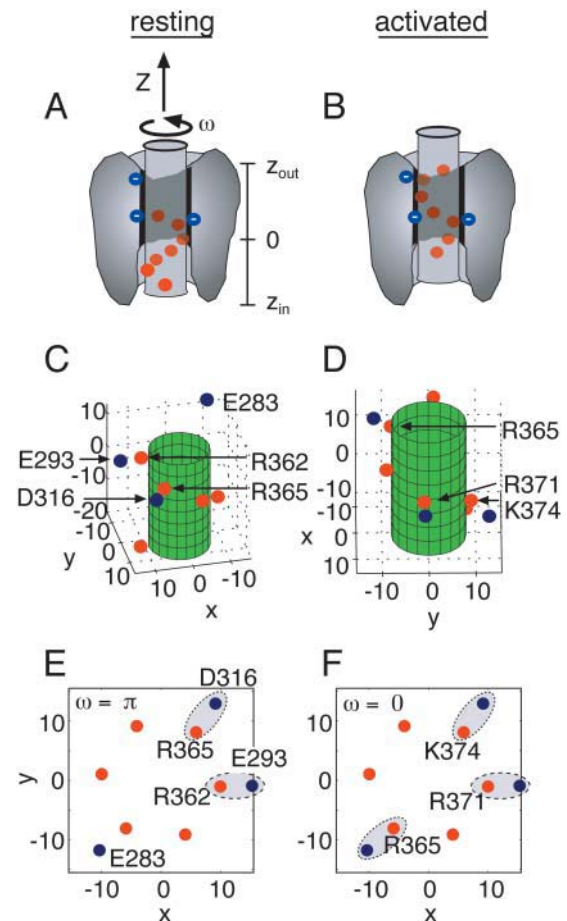 resting
activated
A
Z
ω
z_out
0
z_in
B
C
10
0
-10
-20
-10
0
10
y
10
0
-10
x
E283
E293
D316
R362
R365
D
10
0
-10
-10
0
10
x
-10
0
10
y
R365
R371
K374
E
ω = π
D316
R365
E293
R362
E283
10
0
-10
y
-10
0
10
x
F
ω = 0
K374
R371
R365
10
0
-10
y
-10
0
10
x